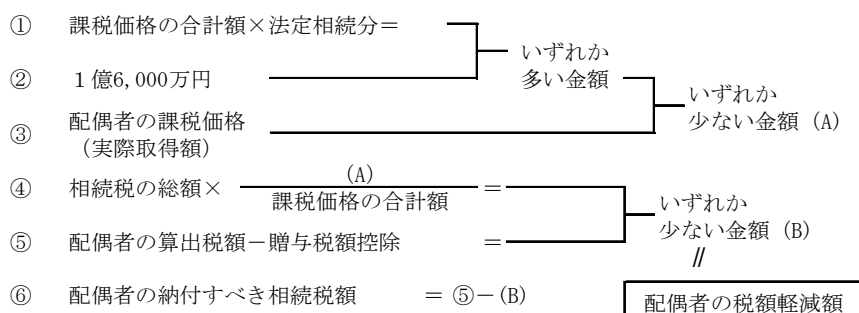 ① 課税価格の合計額×法定相続分＝
いずれか
② １億6,000万円 多い金額
いずれか
少ない金額 (A)
③ 配偶者の課税価格
（実際取得額）
④ 相続税の総額× (A) ＝
課税価格の合計額
いずれか
少ない金額 (B)
⑤ 配偶者の算出税額－贈与税額控除 ＝
〃
⑥ 配偶者の納付すべき相続税額 ＝ ⑤－(B)
配偶者の税額軽減額